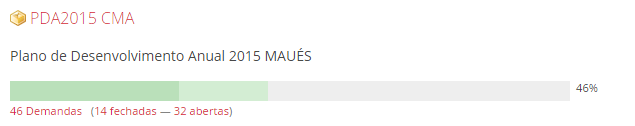 PDA2015 CMA
Plano de Desenvolvimento Anual 2015 MAUÉS
46%
46 Demandas (14 fechadas — 32 abertas)